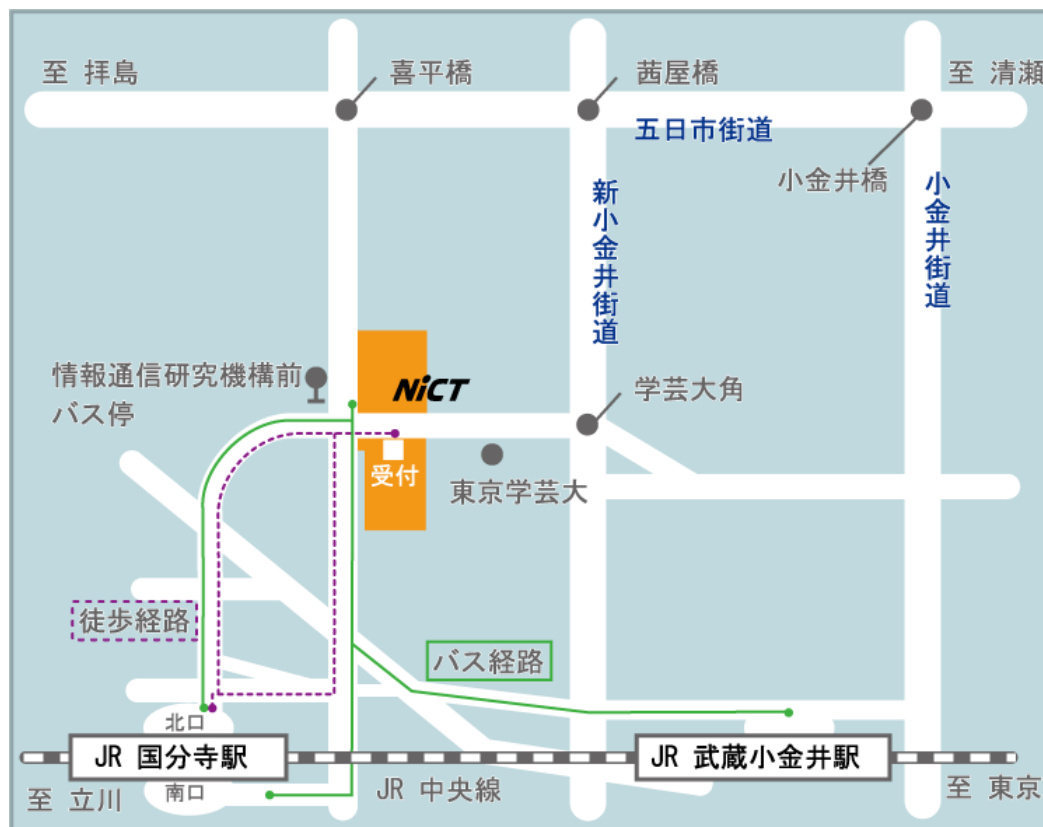 至 拝島
喜平橋
茜屋橋
至 清瀬
五日市街道
小金井橋
新小金井街道
小金井街道
情報通信研究機構前
バス停
NiCT
学芸大角
受付
東京学芸大
徒歩経路
バス経路
北口
JR 国分寺駅
JR 武蔵小金井駅
南口
至 立川
JR 中央線
至 東京